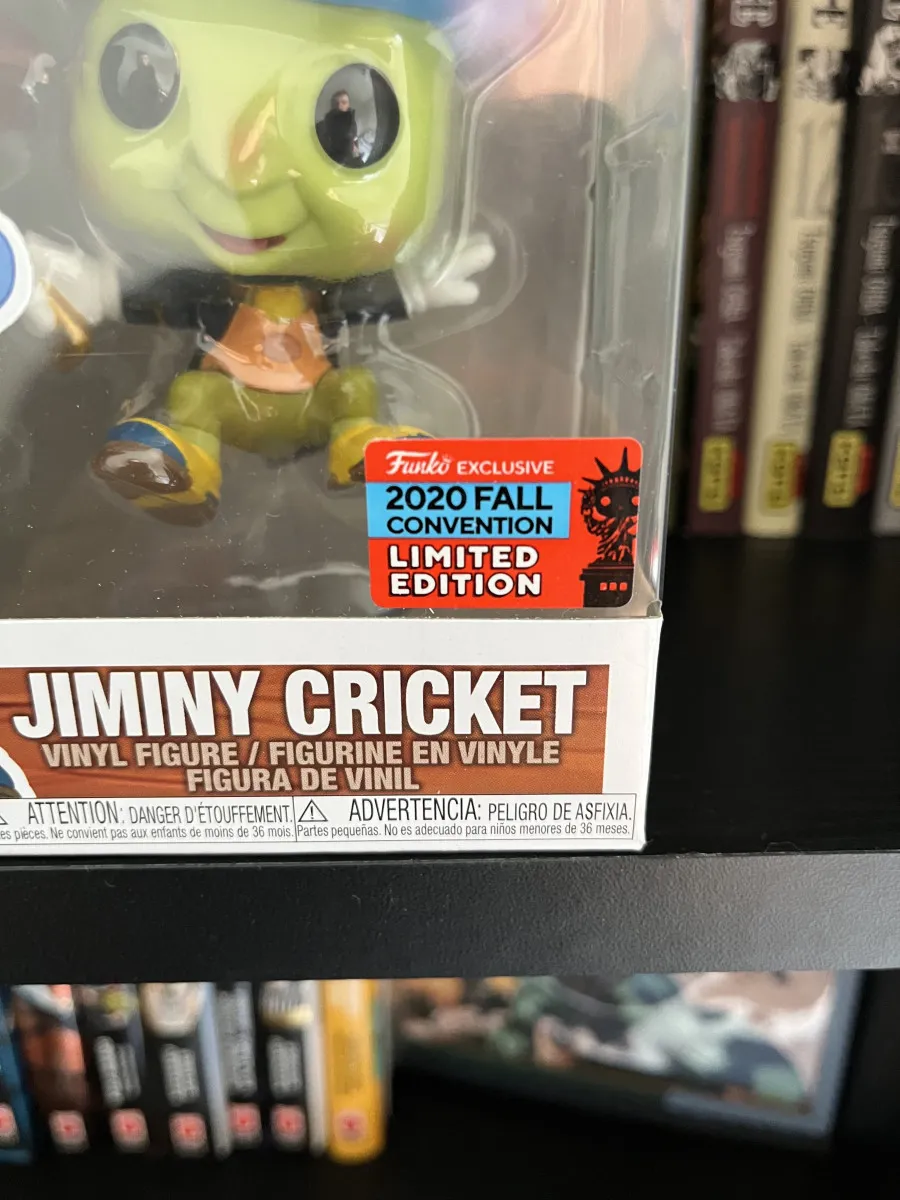 Funko EXCLUSIVE
2020 FALL
CONVENTION
LIMITED
EDITION
JIMINY CRICKET
VINYL FIGURE / FIGURINE EN VINYLE
FIGURA DE VINIL
ATTENTION: DANGER D'ÉTOUFFEMENT.
es pièces. Ne convient pas aux enfants de moins de 36 mois.
ADVERTENCIA: PELIGRO DE ASFIXIA.
Partes pequeñas. No es adecuado para niños menores de 36 meses.
12